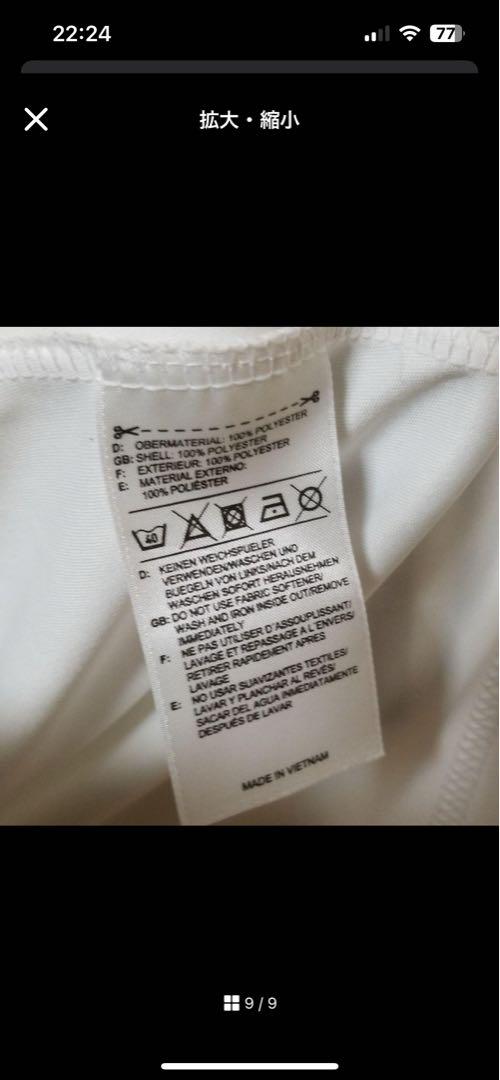 22:24
77
拡大・縮小
D: OBERMATERIAL: 100% POLYESTER
GB: SHELL: 100% POLYESTER
F: EXTERIEUR: 100% POLYESTER
E: MATERIAL EXTERNO:
100% POLIÉSTER
40
D: KEINEN WEICHSPUELER
VERWENDEN/WASCHEN UND
BUEGELN VON LINKS/NACH DEM
WASCHEN SOFORT HERAUSNEHMEN
GB: DO NOT USE FABRIC SOFTENER/
WASH AND IRON INSIDE OUT/REMOVE
IMMEDIATELY
F: NE PAS UTILISER D'ASSOUPLISSANT/
LAVAGE ET REPASSAGE A L'ENVERS/
RETIRER RAPIDEMENT APRES
LAVAGE
E: NO USAR SUAVIZANTES TEXTILES/
LAVAR Y PLANCHAR AL REVÉS/
SACAR DEL AGUA INMEDIATAMENTE
DESPUÉS DE LAVAR
MADE IN VIETNAM
9 / 9